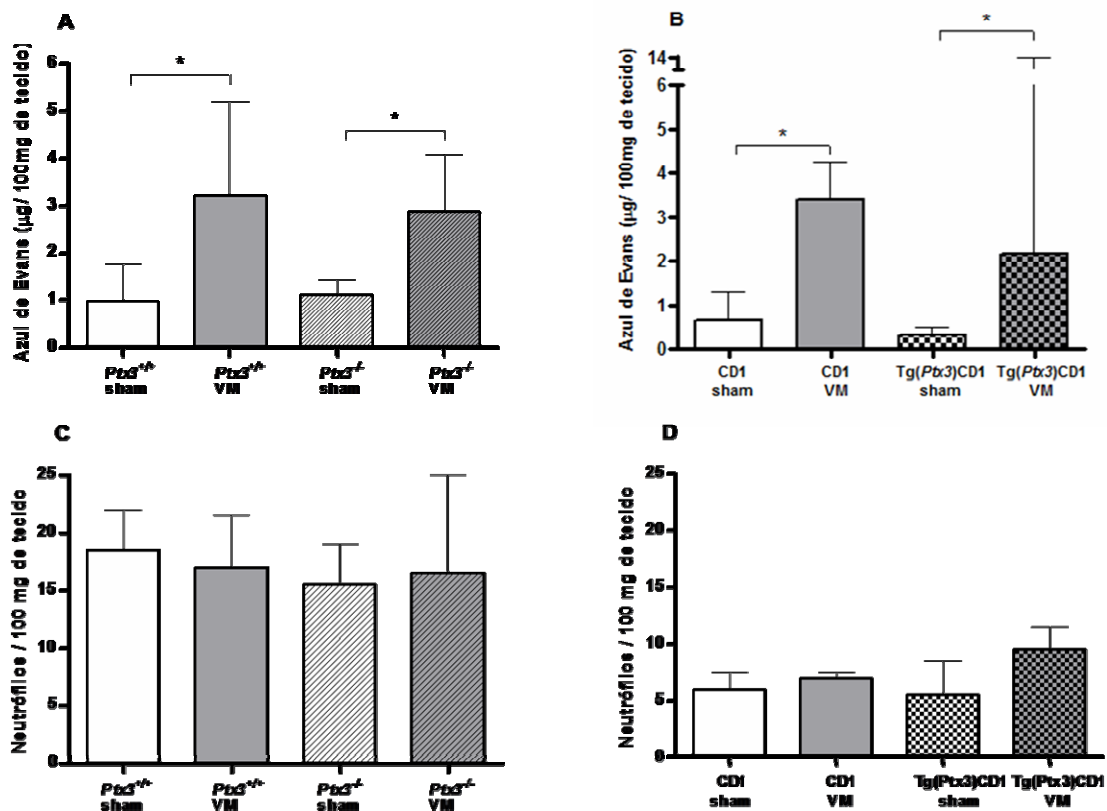 A
Azul de Evans (µg/ 100mg de tecido)
6
5
4
3
2
1
0
*
*
Ptx3+/+
sham
Ptx3+/+
VM
Ptx3-/-
sham
Ptx3-/-
VM
B
Azul de Evans (µg/ 100mg de tecido)
14
6
5
4
3
2
1
0
*
*
CD1
sham
CD1
VM
Tg(Ptx3)CD1
sham
Tg(Ptx3)CD1
VM
C
Neutrófilos / 100 mg de tecido
25
20
15
10
5
0
Ptx3+/+
sham
Ptx3+/+
VM
Ptx3-/-
sham
Ptx3-/-
VM
D
Neutrófilos / 100 mg de tecido
25
20
15
10
5
0
CD1
sham
CD1
VM
Tg(Ptx3)CD1
sham
Tg(Ptx3)CD1
VM